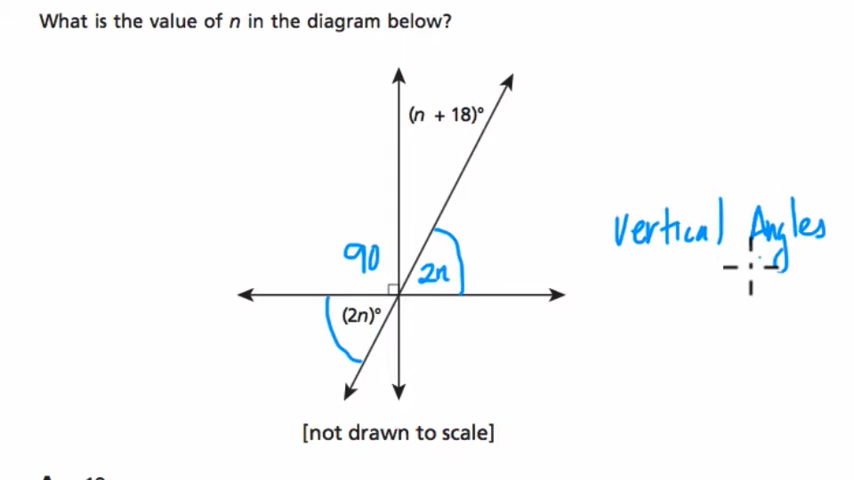 What is the value of n in the diagram below?
(n + 18)°
Vertical Angles
90
2n
(2n)°
[not drawn to scale]